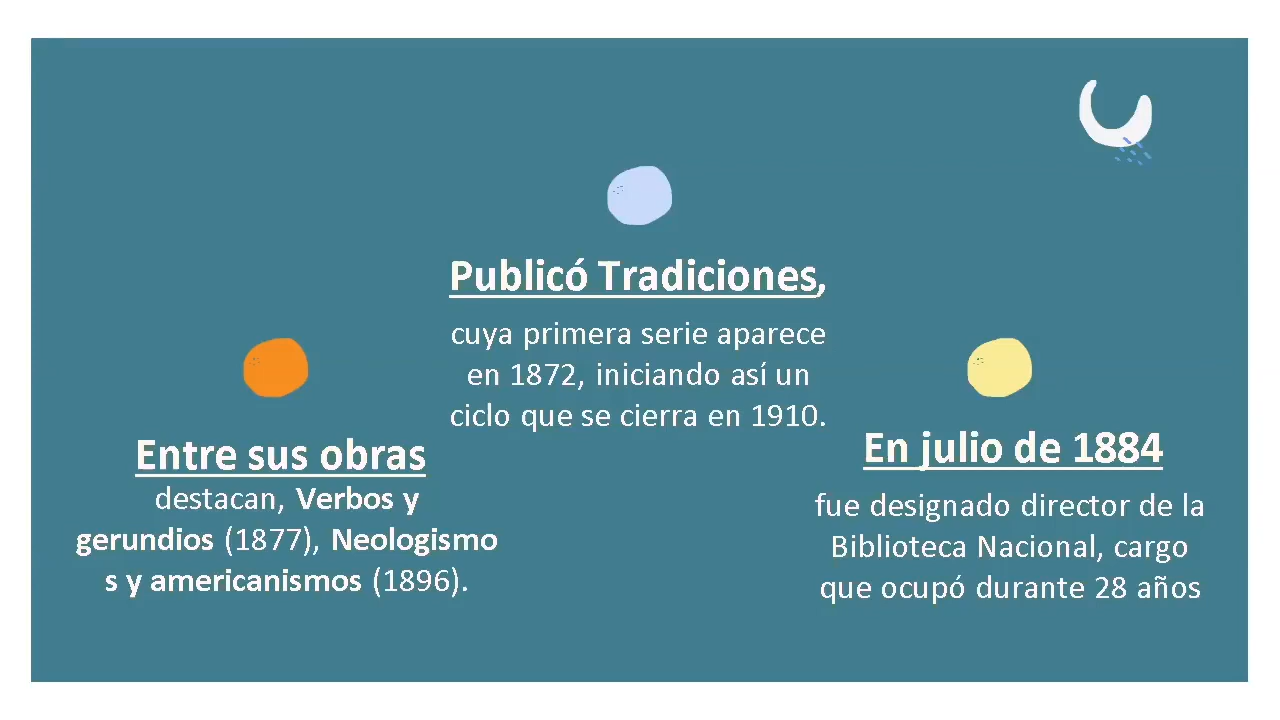 Publicó Tradiciones,
cuya primera serie aparece
en 1872, iniciando así un
ciclo que se cierra en 1910.
Entre sus obras
destacan, Verbos y
gerundios (1877), Neologismo
s y americanismos (1896).
En julio de 1884
fue designado director de la
Biblioteca Nacional, cargo
que ocupó durante 28 años